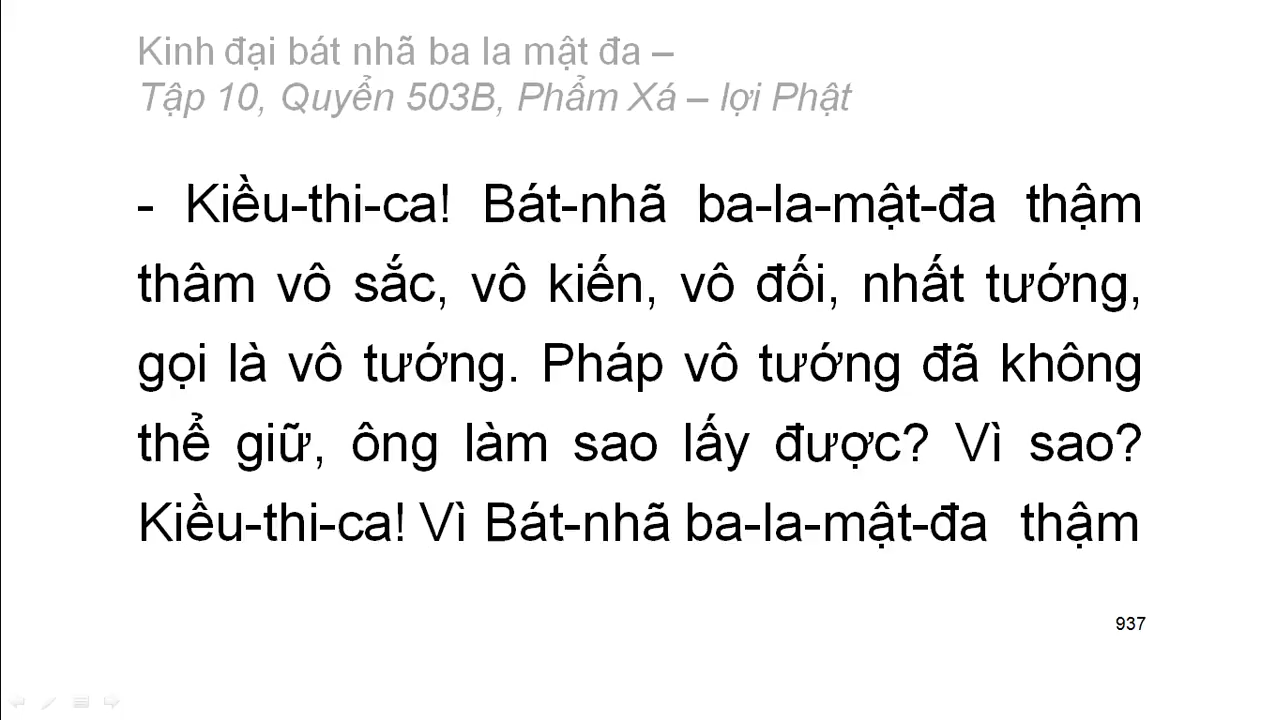 Kinh đại bát nhã ba la mật đa –
Tập 10, Quyển 503B, Phẩm Xá – lợi Phật
- Kiều-thi-ca! Bát-nhã ba-la-mật-đa thậm
thâm vô sắc, vô kiến, vô đối, nhất tướng,
gọi là vô tướng. Pháp vô tướng đã không
thể giữ, ông làm sao lấy được? Vì sao?
Kiều-thi-ca! Vì Bát-nhã ba-la-mật-đa thậm
937